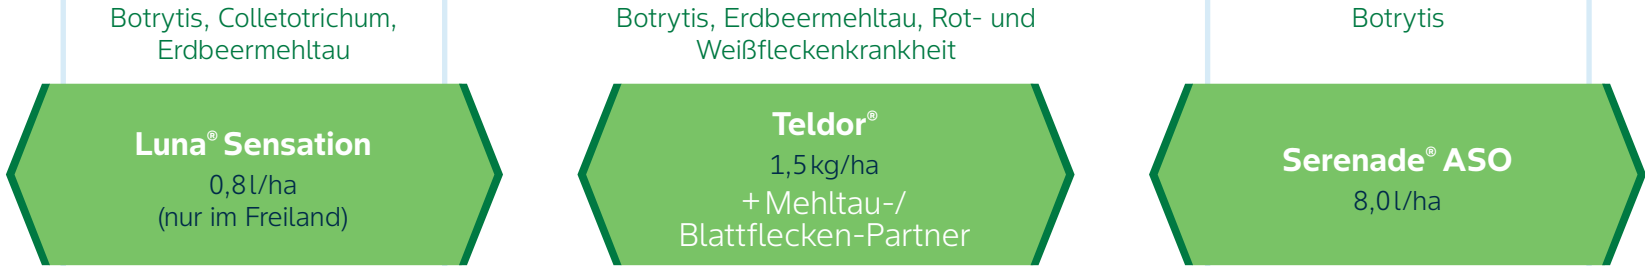 Botrytis, Colletotrichum,
Erdbeermehltau
Luna® Sensation
0,8 l/ha
(nur im Freiland)
Botrytis, Erdbeermehltau, Rot- und
Weißfleckenkrankheit
Teldor®
1,5 kg/ha
+ Mehltau-/
Blattflecken-Partner
Botrytis
Serenade® ASO
8,0 l/ha